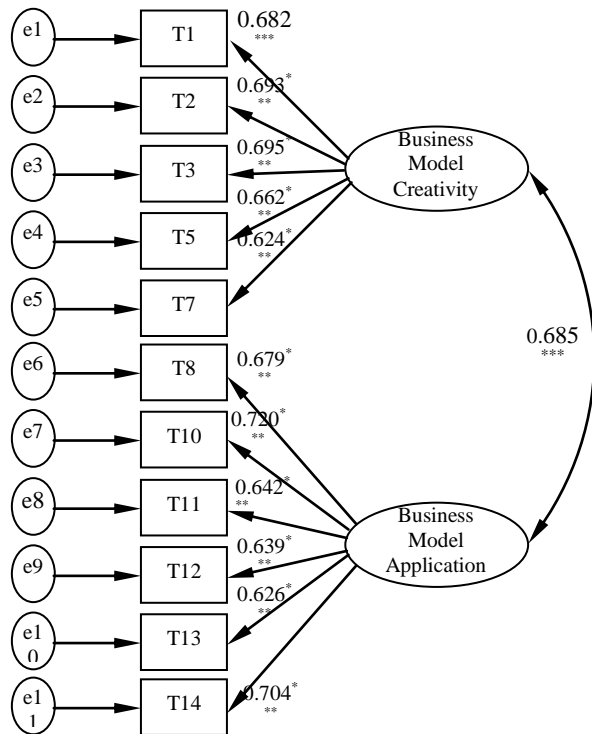 e1
T1
0.682
***
e2
T2
0.693*
**
e3
T3
0.695*
**
Business
Model
Creativity
e4
T5
0.662*
**
e5
T7
0.624*
**
0.685
***
e6
T8
0.679*
**
e7
T10
0.720*
**
e8
T11
0.642*
**
Business
Model
Application
e9
T12
0.639*
**
e1
0
T13
0.626*
**
e1
1
T14
0.704*
**